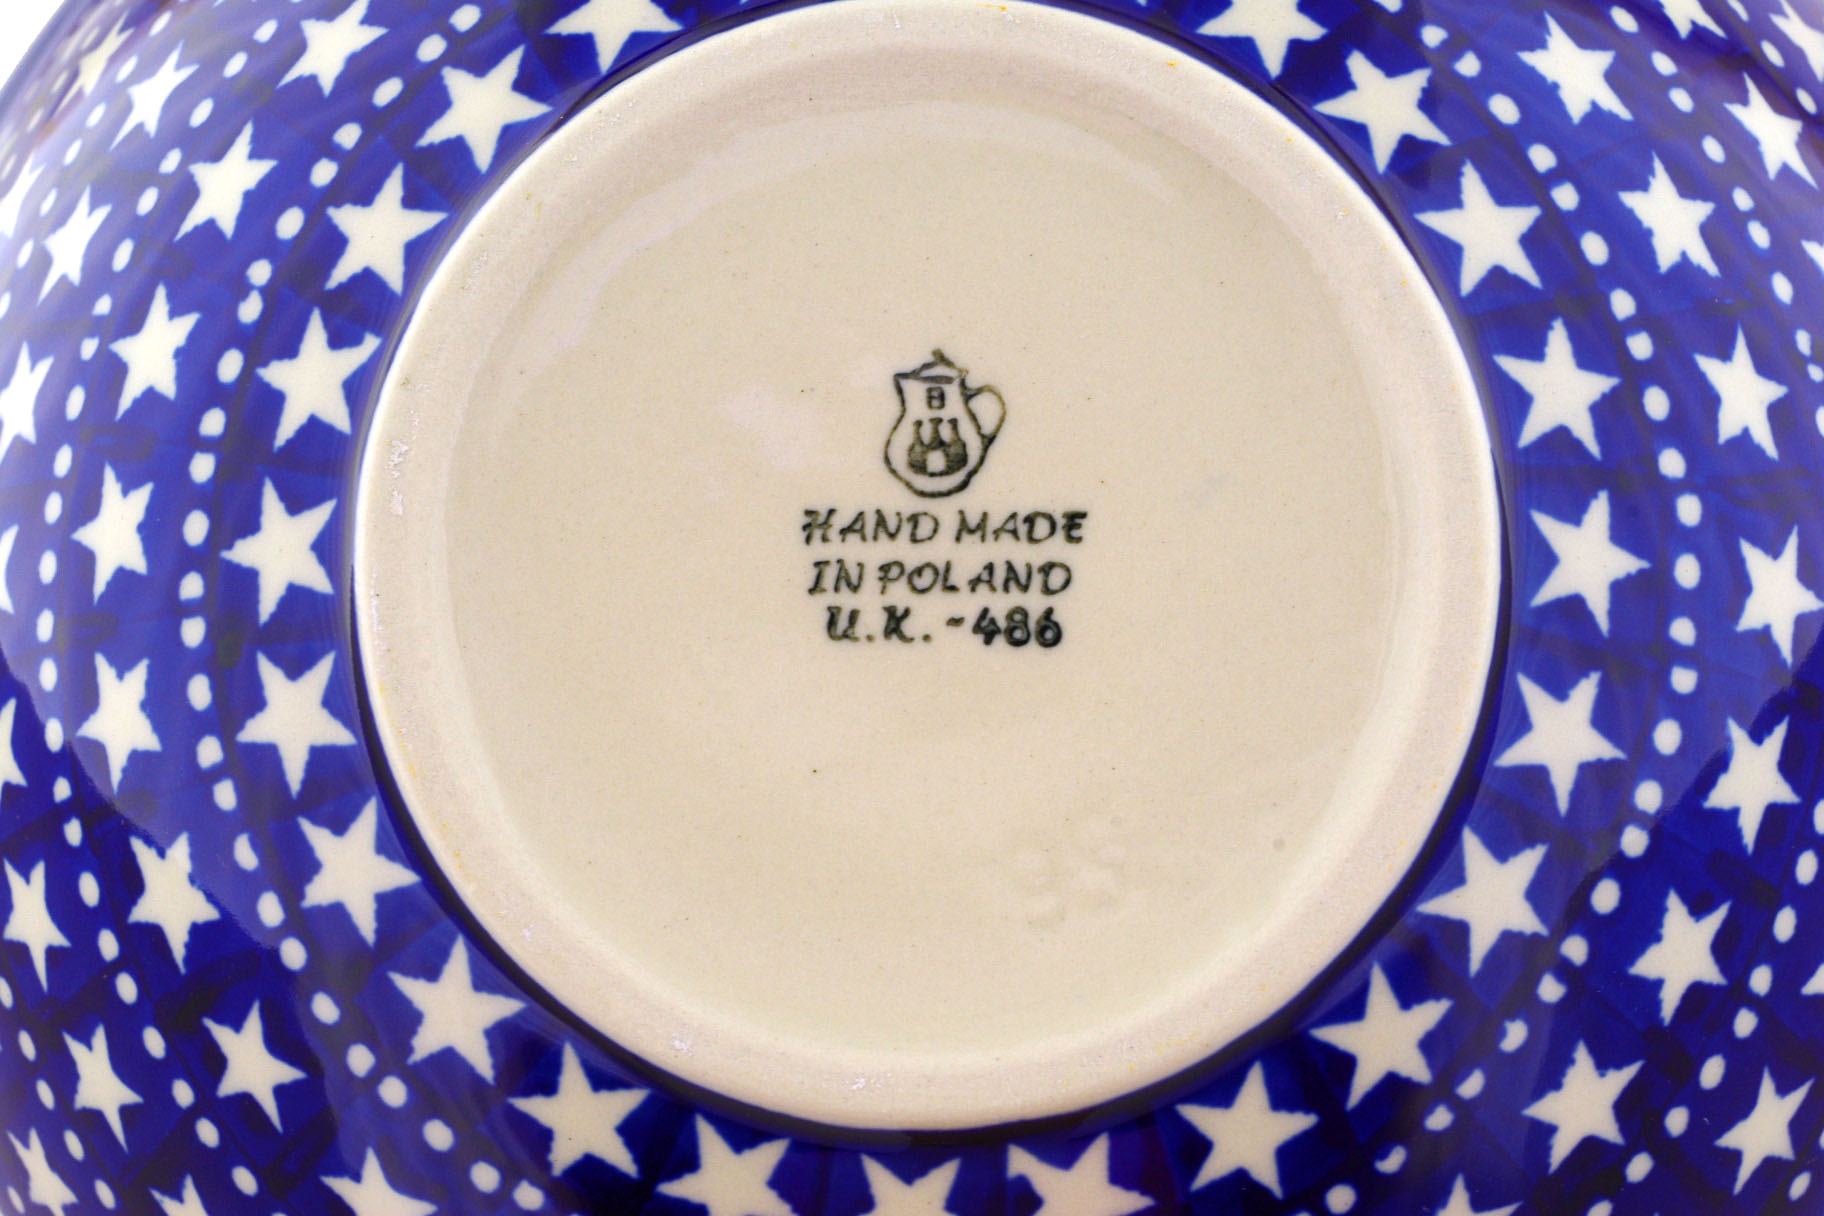 B
HAND MADE
IN POLAND
U.K. - 486